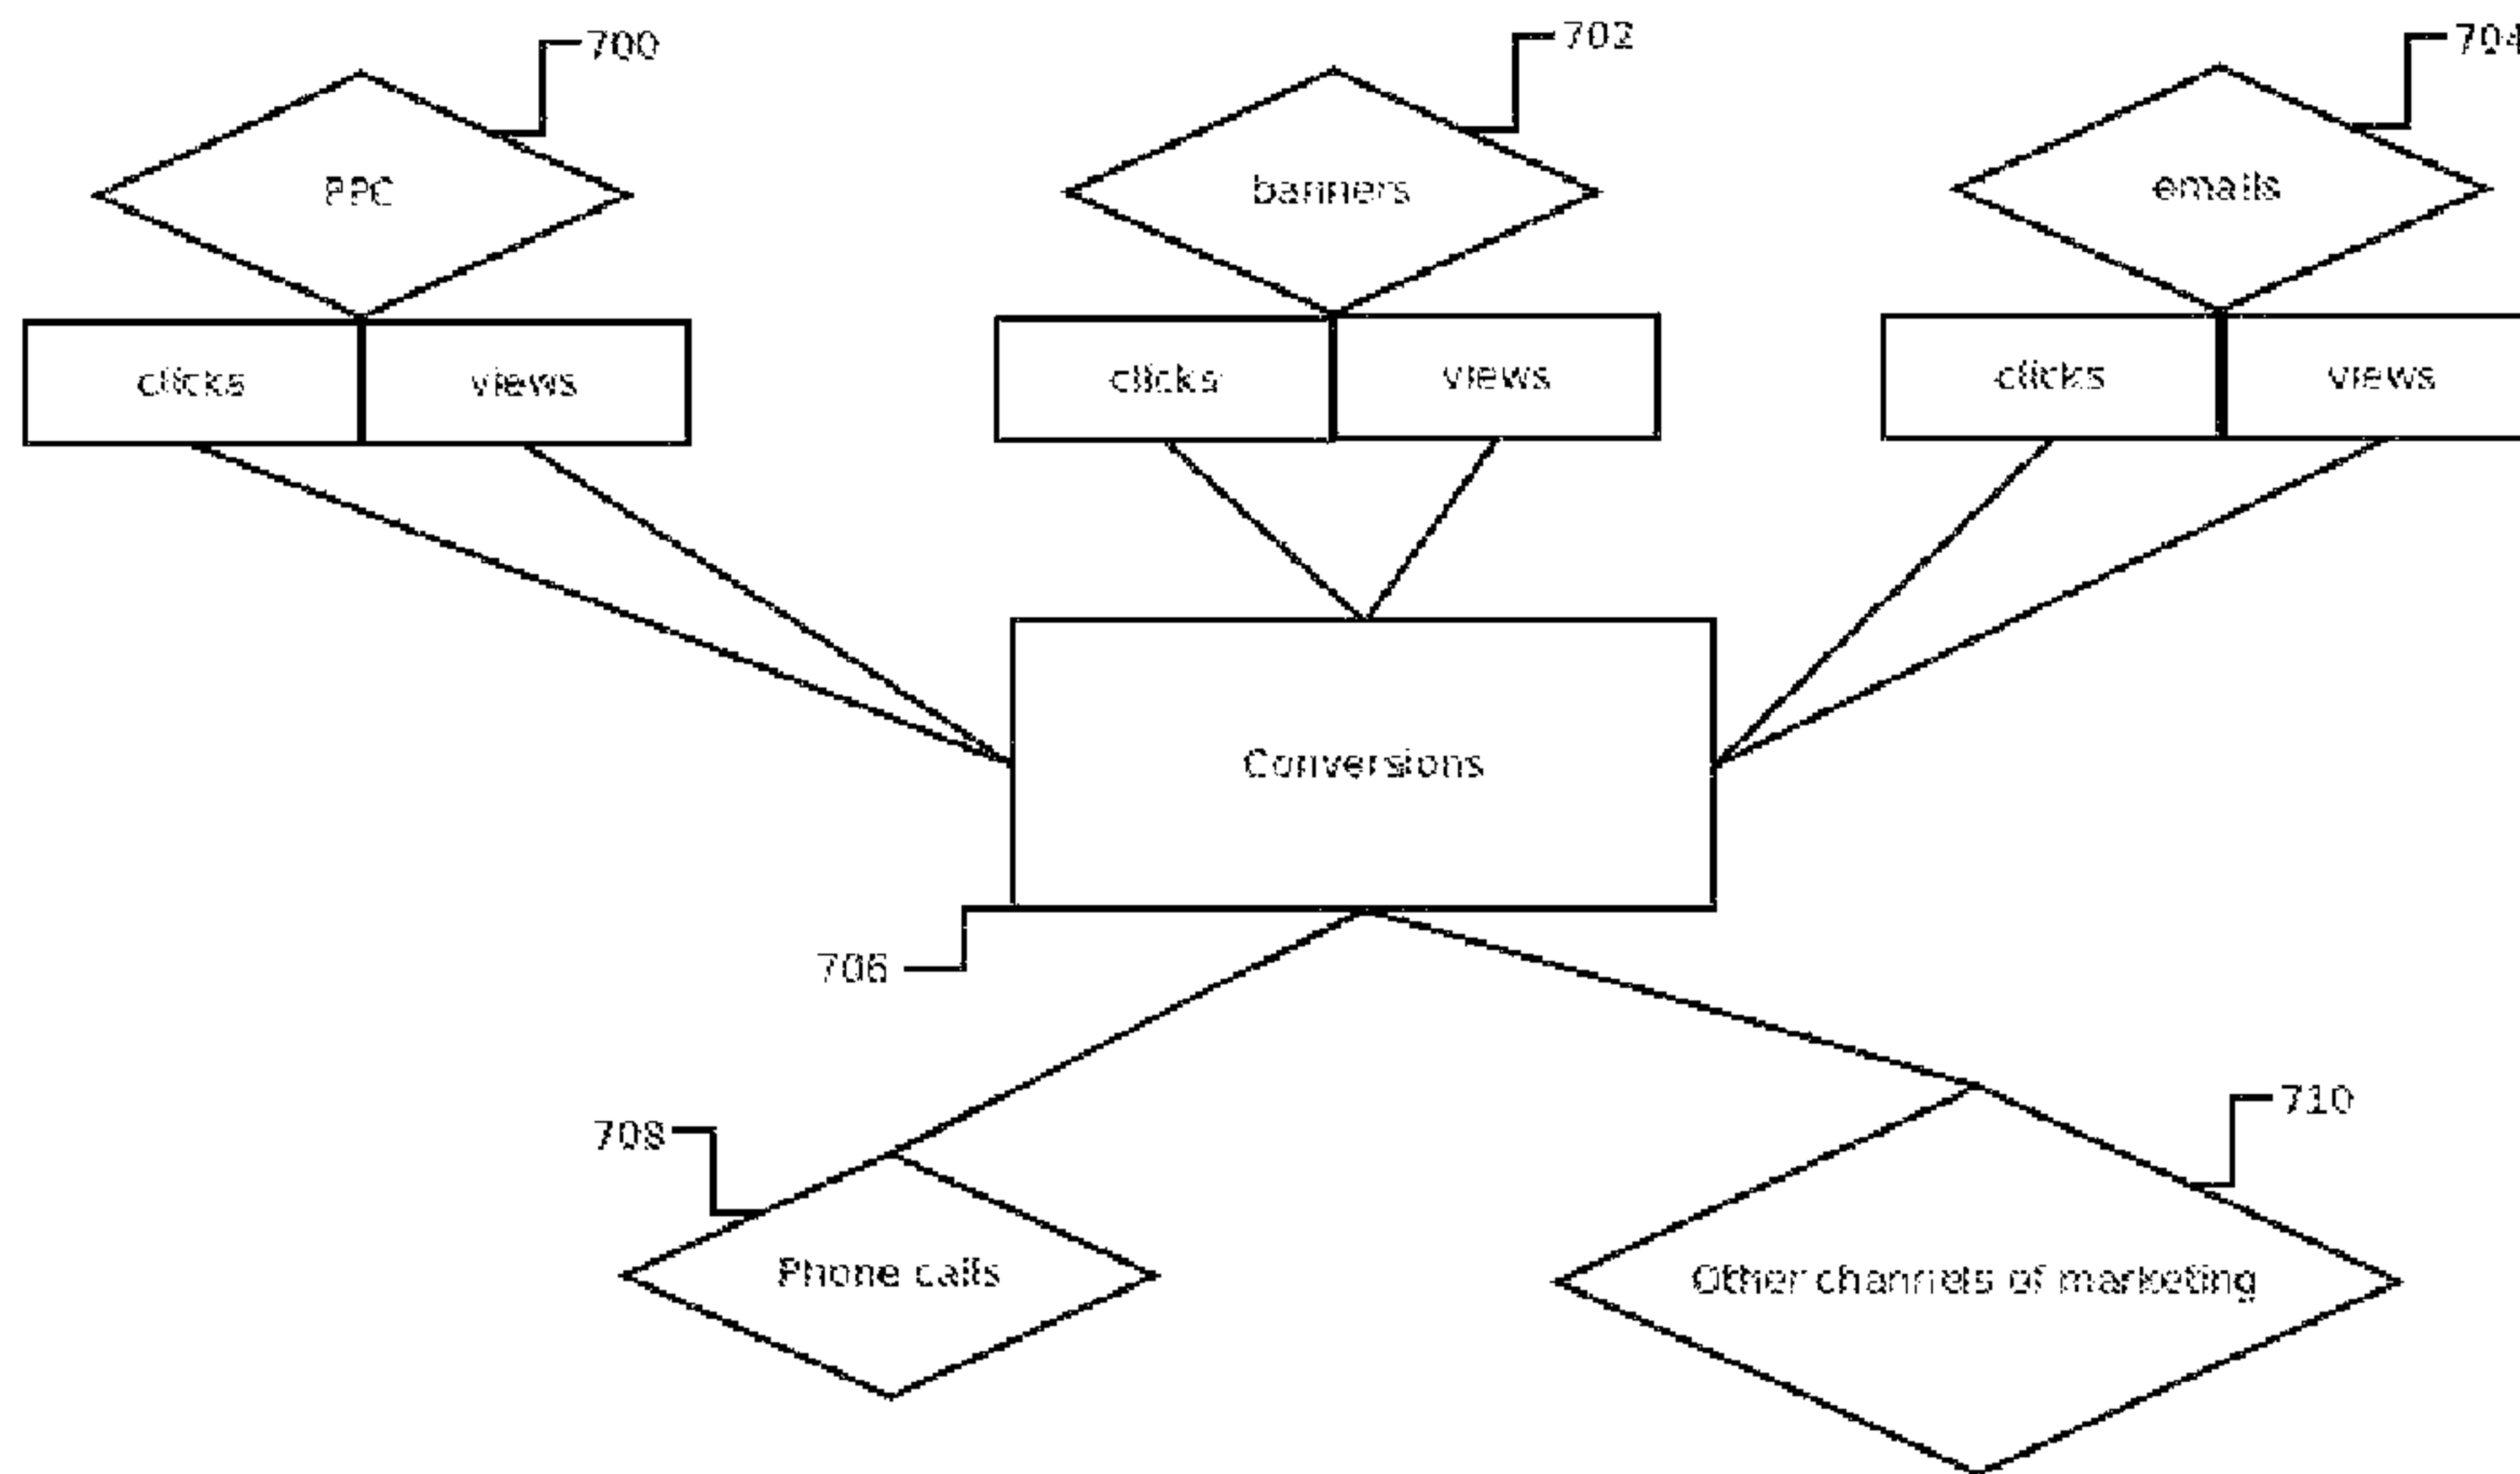 700
702
704
PPC
banners
emails
clicks
views
clicks
views
clicks
views
Conversions
706
708
710
Phone calls
Other channels of marketing